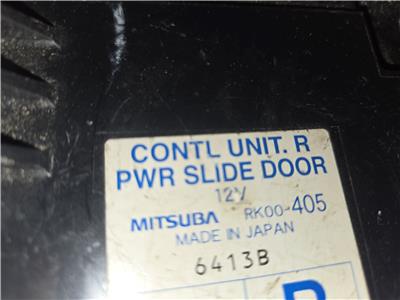 CONTL UNIT. R
PWR SLIDE DOOR
12V
MITSUBA RK00-405
MADE IN JAPAN
6413B
R